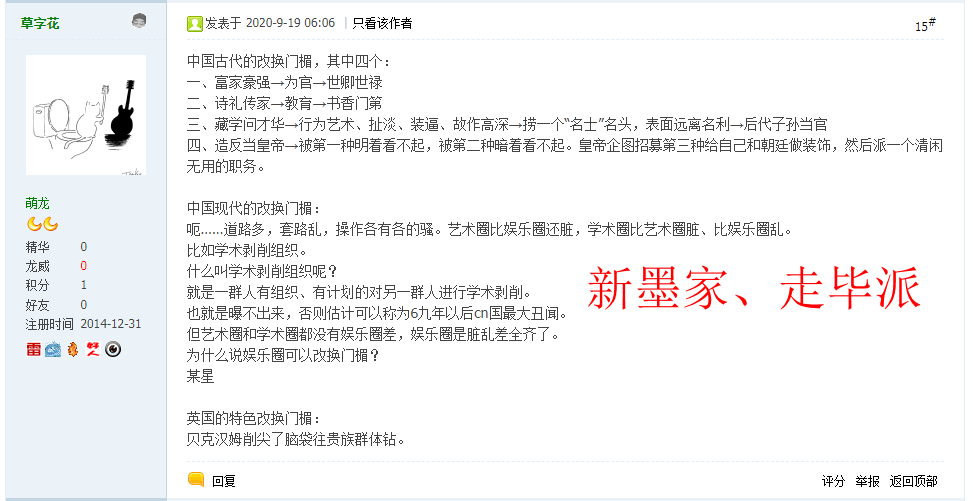 草字花
发表于 2020-9-19 06:06 | 只看该作者
15#
中国古代的改换门楣，其中四个：
一、富家豪强→为官→世卿世禄
二、诗礼传家→教育→书香门第
三、藏学问才华→行为艺术、扯淡、装逼、故作高深→捞一个“名士”名头，表面远离名利→后代子孙当官
四、造反当皇帝→被第一种明着看不起，被第二种暗着看不起。皇帝企图招募第三种给自己和朝廷做装饰，然后派一个清闲
无用的职务。
萌龙
精华 0
龙威 0
积分 1
好友 0
注册时间 2014-12-31
雷
好人
中国现代的改换门楣：
呃……道路多，套路乱，操作各有各的骚。艺术圈比娱乐圈还脏，学术圈比艺术圈脏、比娱乐圈乱。
比如学术剥削组织。
什么叫学术剥削组织呢？
就是一群人有组织、有计划的对另一群人进行学术剥削。
也就是曝不出来，否则估计可以称为6九年以后cn国最大丑闻。
但艺术圈和学术圈都没有娱乐圈差，娱乐圈是脏乱差全齐了。
为什么说娱乐圈可以改换门楣？
某星
新墨家、走毕派
英国的特色改换门楣：
贝克汉姆削尖了脑袋往贵族群体钻。
回复
评分 举报 返回顶部